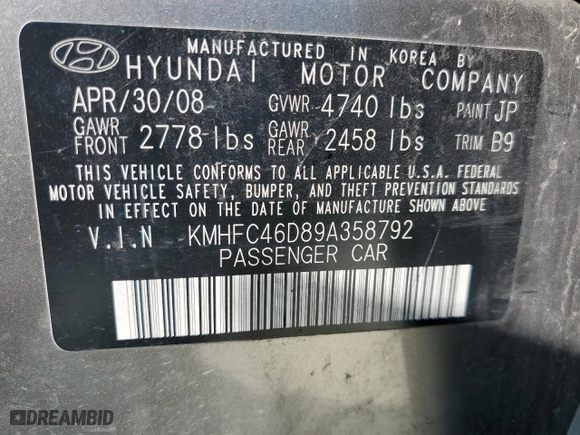 MANUFACTURED IN KOREA BY
HYUNDAI MOTOR COMPANY
APR/30/08 GVWR 4740 lbs PAINT JP
GAWR FRONT 2778 lbs GAWR REAR 2458 lbs TRIM B9
THIS VEHICLE CONFORMS TO ALL APPLICABLE U.S.A. FEDERAL
MOTOR VEHICLE SAFETY, BUMPER, AND THEFT PREVENTION STANDARDS
IN EFFECT ON THE DATE OF MANUFACTURE SHOWN ABOVE
V.I.N KMHFC46D89A358792
PASSENGER CAR
DREAMBID